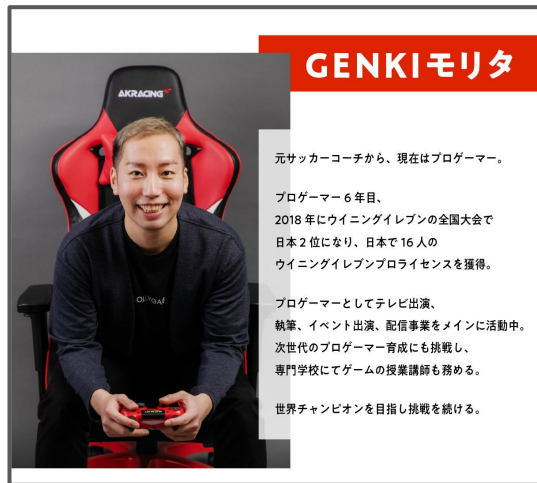 GENKIモリタ
AKRACING
元サッカーコーチから、現在はプロゲーマー。
プロゲーマー6年目、
2018年にウイニングイレブンの全国大会で
日本2位になり、日本で16人の
ウイニングイレブンプロライセンスを獲得。
プロゲーマーとしてテレビ出演、
執筆、イベント出演、配信事業をメインに活動中。
次世代のプロゲーマー育成にも挑戦し、
専門学校にてゲームの授業講師も務める。
世界チャンピオンを目指し挑戦を続ける。
GENKI